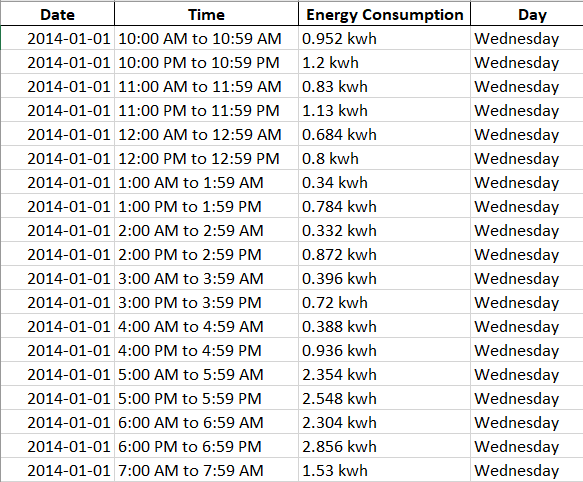 Date Time Energy Consumption Day
2014-01-01 10:00 AM to 10:59 AM 0.952 kwh Wednesday
2014-01-01 10:00 PM to 10:59 PM 1.2 kwh Wednesday
2014-01-01 11:00 AM to 11:59 AM 0.83 kwh Wednesday
2014-01-01 11:00 PM to 11:59 PM 1.13 kwh Wednesday
2014-01-01 12:00 AM to 12:59 AM 0.684 kwh Wednesday
2014-01-01 12:00 PM to 12:59 PM 0.8 kwh Wednesday
2014-01-01 1:00 AM to 1:59 AM 0.34 kwh Wednesday
2014-01-01 1:00 PM to 1:59 PM 0.784 kwh Wednesday
2014-01-01 2:00 AM to 2:59 AM 0.332 kwh Wednesday
2014-01-01 2:00 PM to 2:59 PM 0.872 kwh Wednesday
2014-01-01 3:00 AM to 3:59 AM 0.396 kwh Wednesday
2014-01-01 3:00 PM to 3:59 PM 0.72 kwh Wednesday
2014-01-01 4:00 AM to 4:59 AM 0.388 kwh Wednesday
2014-01-01 4:00 PM to 4:59 PM 0.936 kwh Wednesday
2014-01-01 5:00 AM to 5:59 AM 2.354 kwh Wednesday
2014-01-01 5:00 PM to 5:59 PM 2.548 kwh Wednesday
2014-01-01 6:00 AM to 6:59 AM 2.304 kwh Wednesday
2014-01-01 6:00 PM to 6:59 PM 2.856 kwh Wednesday
2014-01-01 7:00 AM to 7:59 AM 1.53 kwh Wednesday